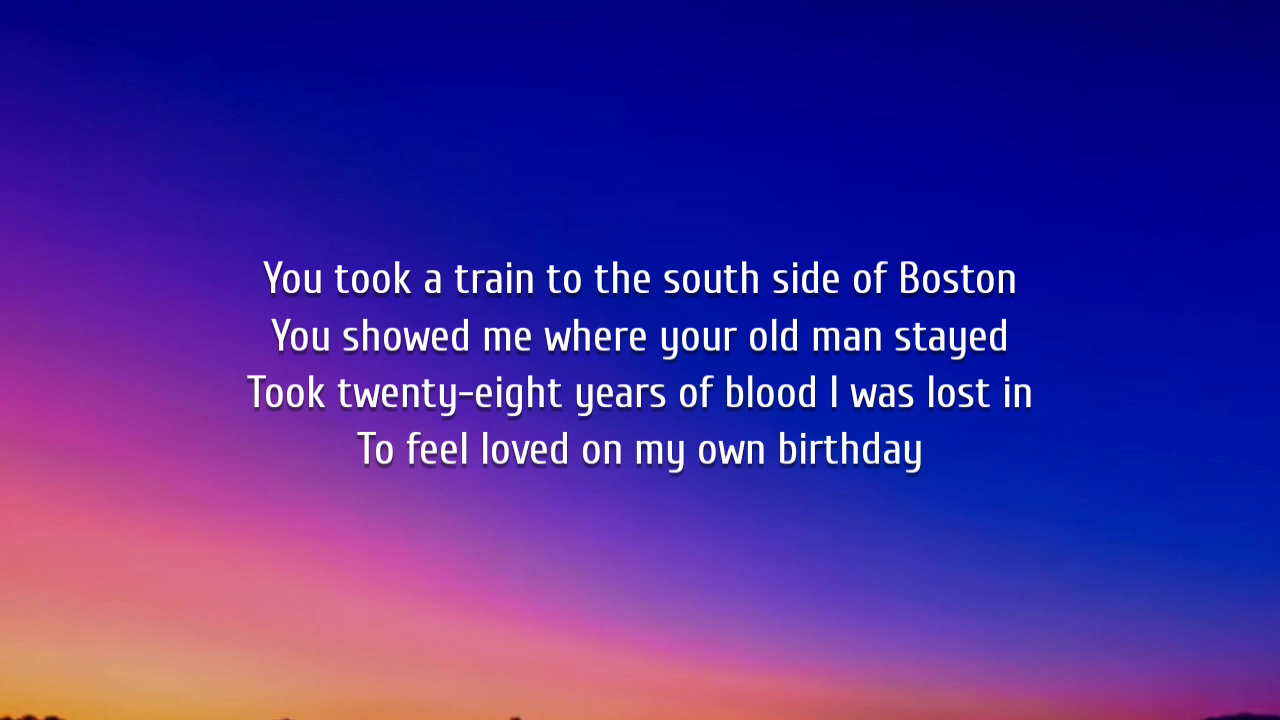 You took a train to the south side of Boston
You showed me where your old man stayed
Took twenty-eight years of blood I was lost in
To feel loved on my own birthday